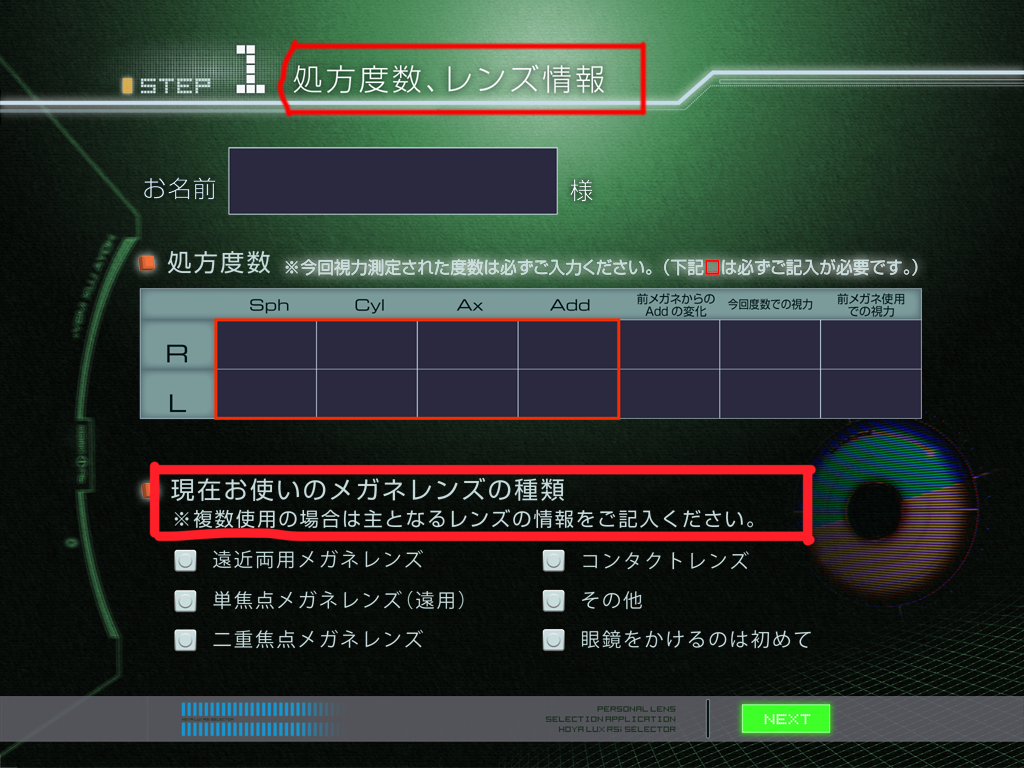 STEP 1 処方度数、レンズ情報
お名前 様
処方度数 ※今回視力測定された度数は必ずご入力ください。（下記□は必ずご記入が必要です。）
Sph Cyl Ax Add 前メガネからの Addの変化 今回度数での視力 前メガネ使用 での視力
R
L
現在お使いのメガネレンズの種類
※複数使用の場合は主となるレンズの情報をご記入ください。
遠近両用メガネレンズ
コンタクトレンズ
単焦点メガネレンズ（遠用）
その他
二重焦点メガネレンズ
眼鏡をかけるのは初めて
PERSONAL LENS
SELECTION APPLICATION
HOYA LUX RSi SELECTOR
NEXT